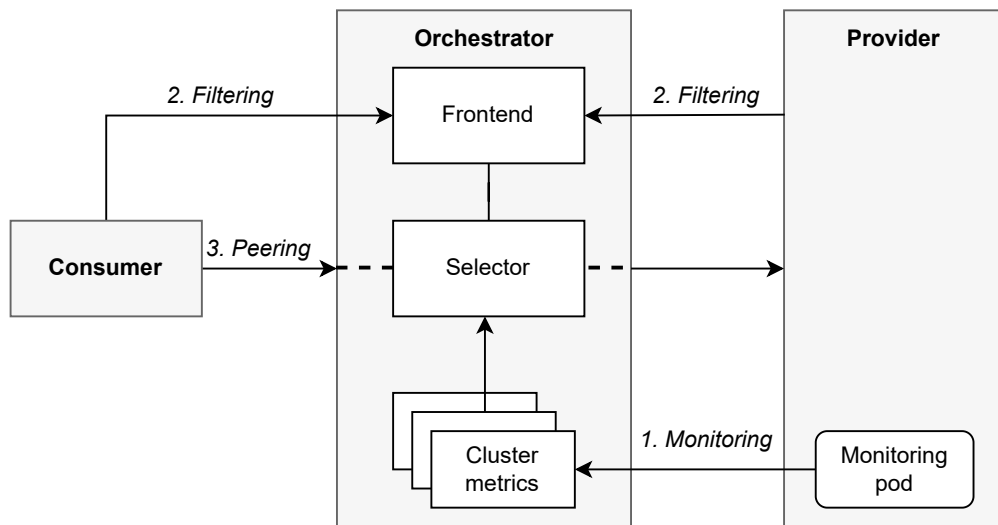 Orchestrator
Provider
2. Filtering
Frontend
2. Filtering
Consumer
3. Peering
Selector
1. Monitoring
Cluster
metrics
Monitoring
pod